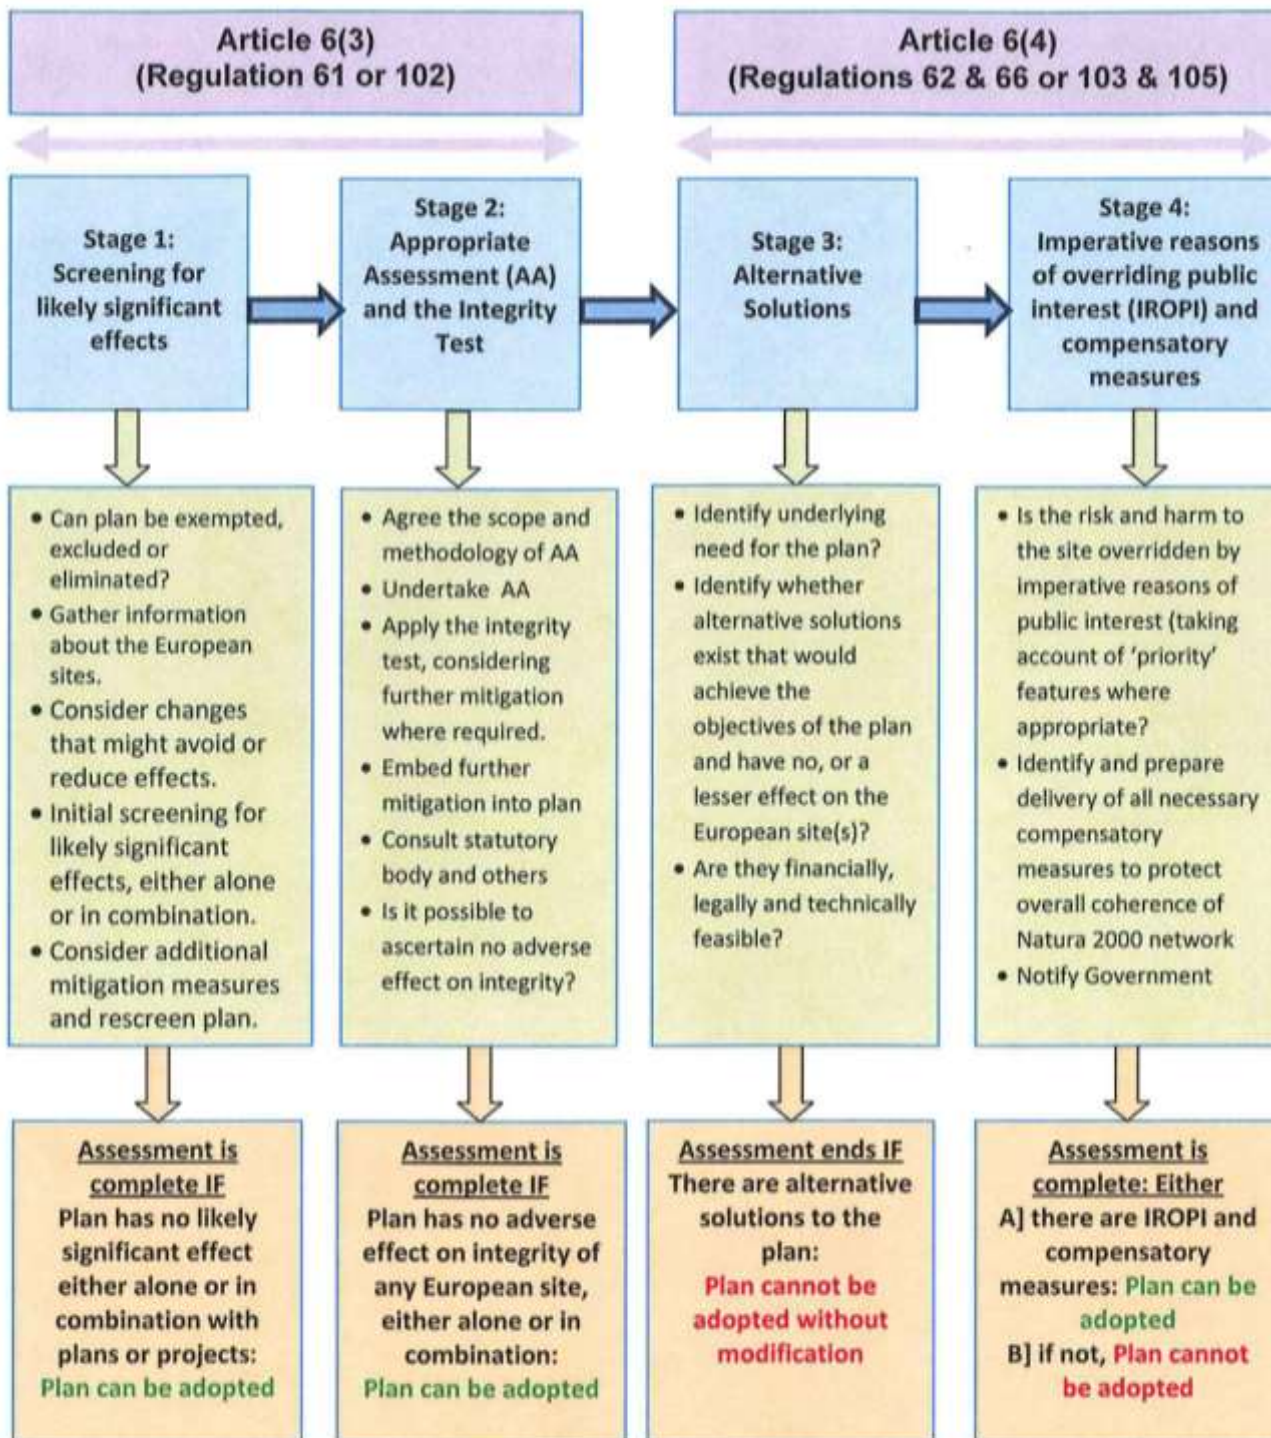 Article 6(3)
(Regulation 61 or 102)
Article 6(4)
(Regulations 62 & 66 or 103 & 105)
Stage 1:
Screening for
likely significant
effects
Stage 2:
Appropriate
Assessment (AA)
and the Integrity
Test
Stage 3:
Alternative
Solutions
Stage 4:
Imperative reasons
of overriding public
interest (IROPI) and
compensatory
measures
• Can plan be exempted,
excluded or
eliminated?
• Gather information
about the European
sites.
• Consider changes
that might avoid or
reduce effects.
• Initial screening for
likely significant
effects, either alone
or in combination.
• Consider additional
mitigation measures
and rescreen plan.
• Agree the scope and
methodology of AA
• Undertake AA
• Apply the integrity
test, considering
further mitigation
where required.
• Embed further
mitigation into plan
• Consult statutory
body and others
• Is it possible to
ascertain no adverse
effect on integrity?
• Identify underlying
need for the plan?
• Identify whether
alternative solutions
exist that would
achieve the
objectives of the plan
and have no, or a
lesser effect on the
European site(s)?
• Are they financially,
legally and technically
feasible?
• Is the risk and harm to
the site overridden by
imperative reasons of
public interest (taking
account of ‘priority’
features where
appropriate?
• Identify and prepare
delivery of all necessary
compensatory
measures to protect
overall coherence of
Natura 2000 network
• Notify Government
Assessment is
complete IF
Plan has no likely
significant effect
either alone or in
combination with
plans or projects:
Plan can be adopted
Assessment is
complete IF
Plan has no adverse
effect on integrity of
any European site,
either alone or in
combination:
Plan can be adopted
Assessment ends IF
There are alternative
solutions to the
plan:
Plan cannot be
adopted without
modification
Assessment is
complete: Either
A] there are IROPI and
compensatory
measures: Plan can be
adopted
B] if not, Plan cannot
be adopted